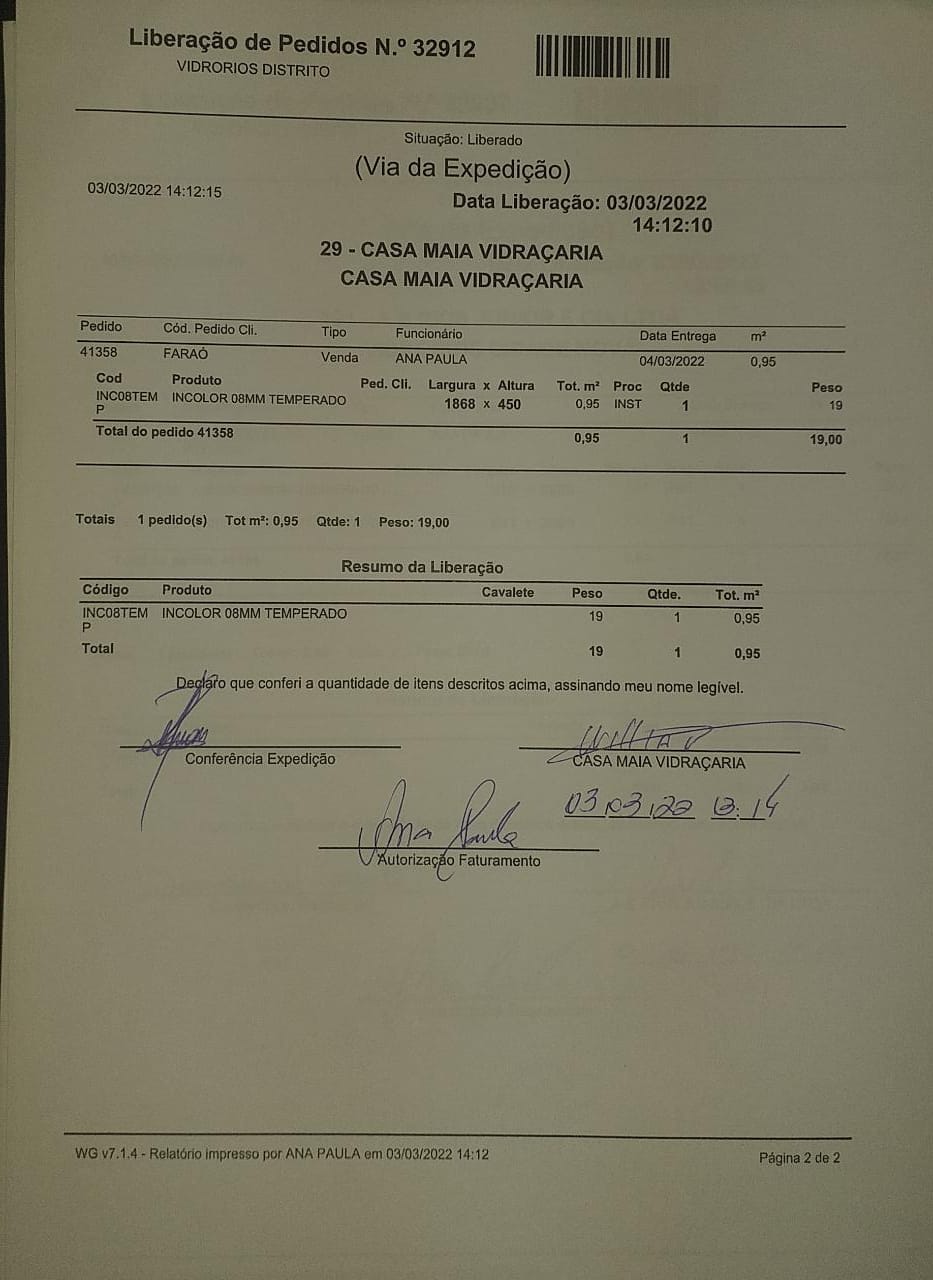 Liberação de Pedidos N.º 32912
VIDRORIOS DISTRITO
Situação: Liberado
(Via da Expedição)
03/03/2022 14:12:15
Data Liberação: 03/03/2022
14:12:10
29 - CASA MAIA VIDRAÇARIA
CASA MAIA VIDRAÇARIA
Pedido Cód. Pedido Cli. Tipo Funcionário Data Entrega m²
41358 FARAÓ Venda ANA PAULA 04/03/2022 0,95
Cod Produto Ped. Cli. Largura x Altura Tot. m² Proc Qtde Peso
INC08TEM INCOLOR 08MM TEMPERADO 1868 x 450 0,95 INST 1 19
P
Total do pedido 41358 0,95 1 19,00
Totais 1 pedido(s) Tot m²: 0,95 Qtde: 1 Peso: 19,00
Resumo da Liberação
Código Produto Cavalete Peso Qtde. Tot. m²
INC08TEM INCOLOR 08MM TEMPERADO 19 1 0,95
P
Total 19 1 0,95
Declaro que conferi a quantidade de itens descritos acima, assinando meu nome legível.
Conferência Expedição
CASA MAIA VIDRAÇARIA
03 03 22 13:14
Ana Paula
Autorização Faturamento
WG v7.1.4 - Relatório impresso por ANA PAULA em 03/03/2022 14:12
Página 2 de 2